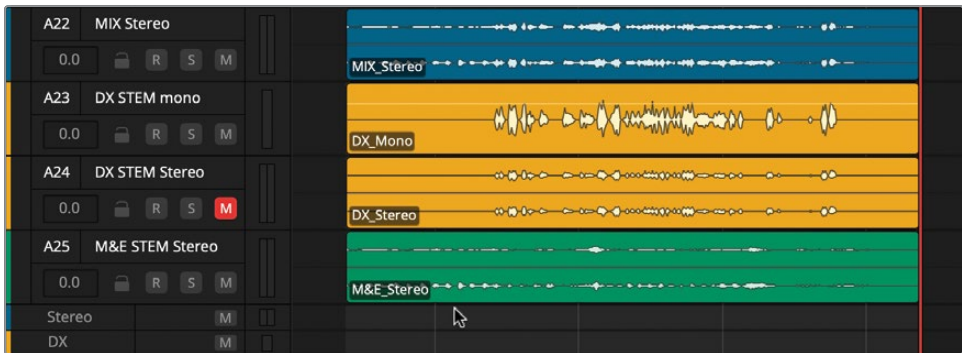 A22 MIX Stereo
0.0 R S M
MIX_Stereo
A23 DX STEM mono
0.0 R S M
DX_Mono
A24 DX STEM Stereo
0.0 R S M
DX_Stereo
A25 M&E STEM Stereo
0.0 R S M
M&E_Stereo
Stereo M
DX M